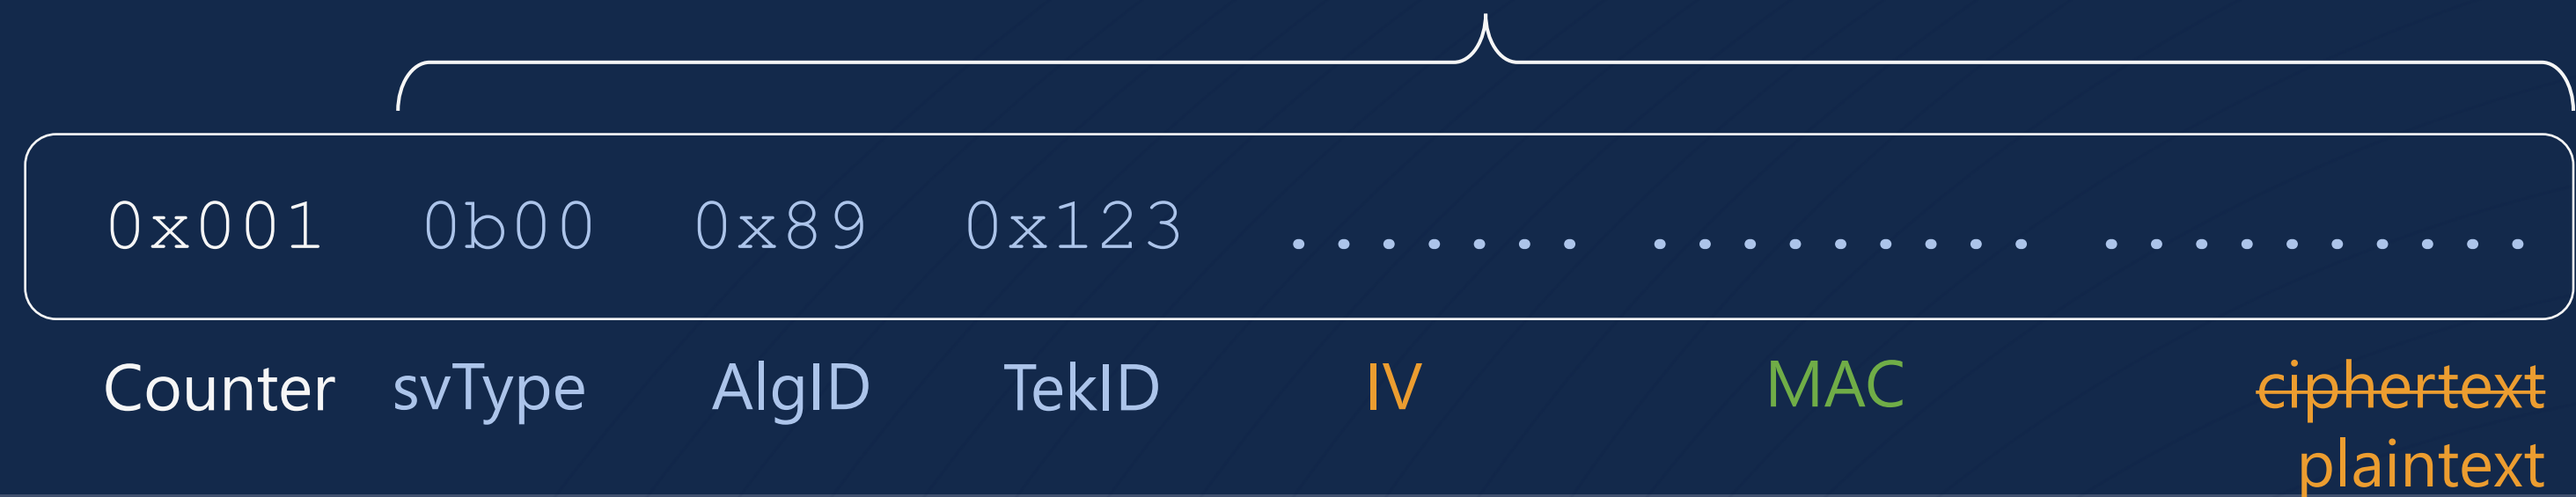 0x001 0b00 0x89 0x123 ....... ......... ..........
Counter svType AlgID TekID IV MAC ciphertext
plaintext